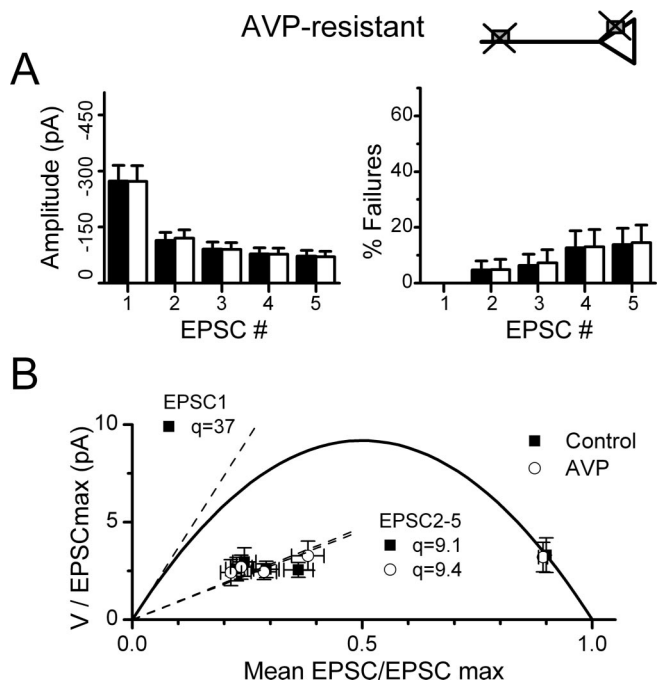 AVP-resistant
A
Amplitude (pA)
-450
-300
-150
0
1 2 3 4 5
EPSC #
% Failures
60
40
20
0
1 2 3 4 5
EPSC #
B
EPSC1
q=37
V / EPSCmax (pA)
10
5
0
Control
AVP
EPSC2-5
q=9.1
q=9.4
0.0 0.5 1.0
Mean EPSC/EPSC max